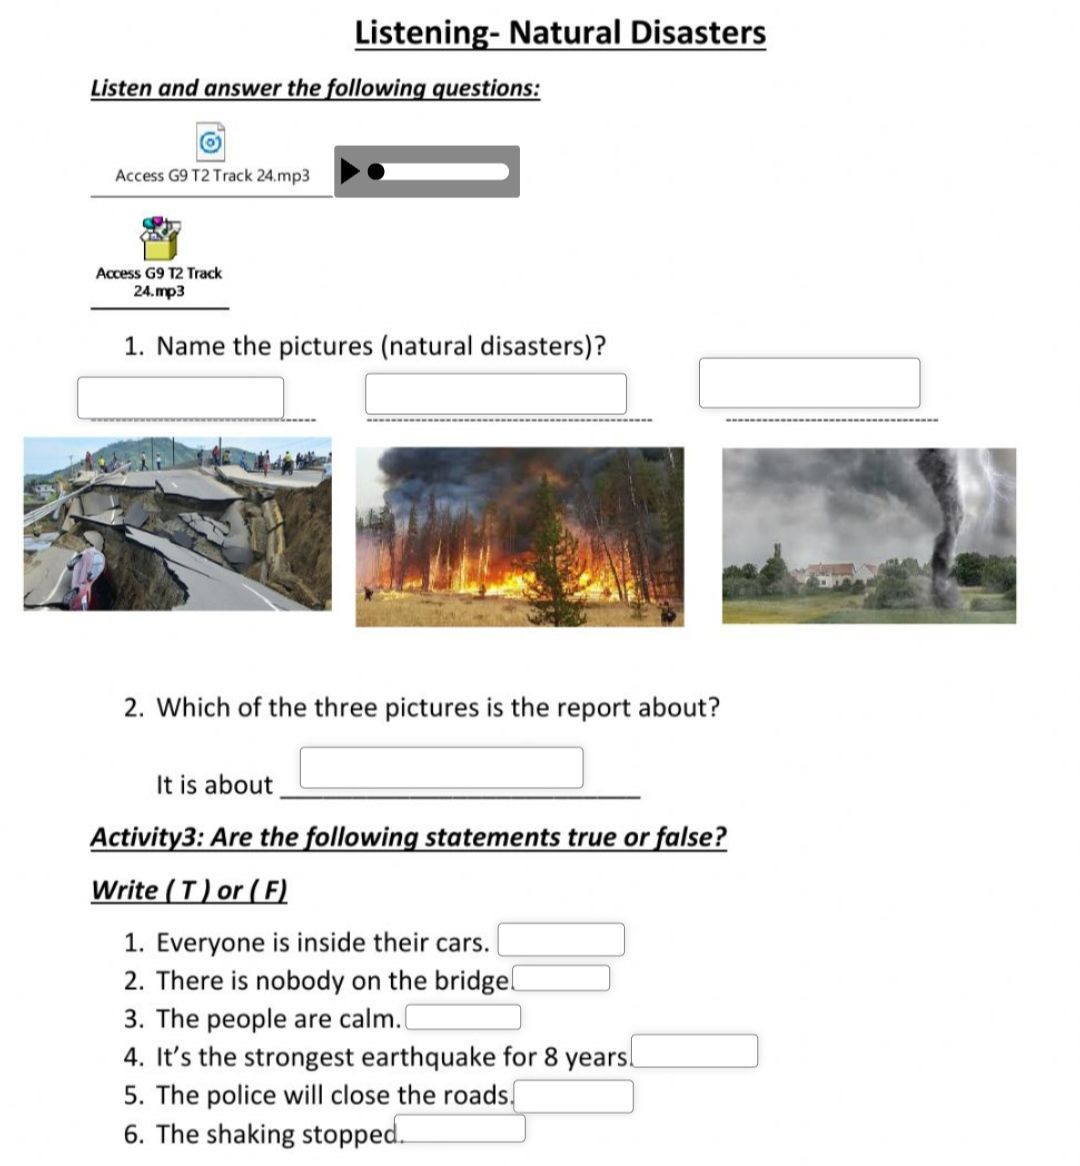 Listening- Natural Disasters
Listen and answer the following questions:
Access G9 T2 Track 24.mp3
Access G9 T2 Track
24.mp3
1. Name the pictures (natural disasters)?
2. Which of the three pictures is the report about?
It is about
Activity3: Are the following statements true or false?
Write ( T ) or ( F)
1. Everyone is inside their cars.
2. There is nobody on the bridge.
3. The people are calm.
4. It's the strongest earthquake for 8 years.
5. The police will close the roads.
6. The shaking stopped.